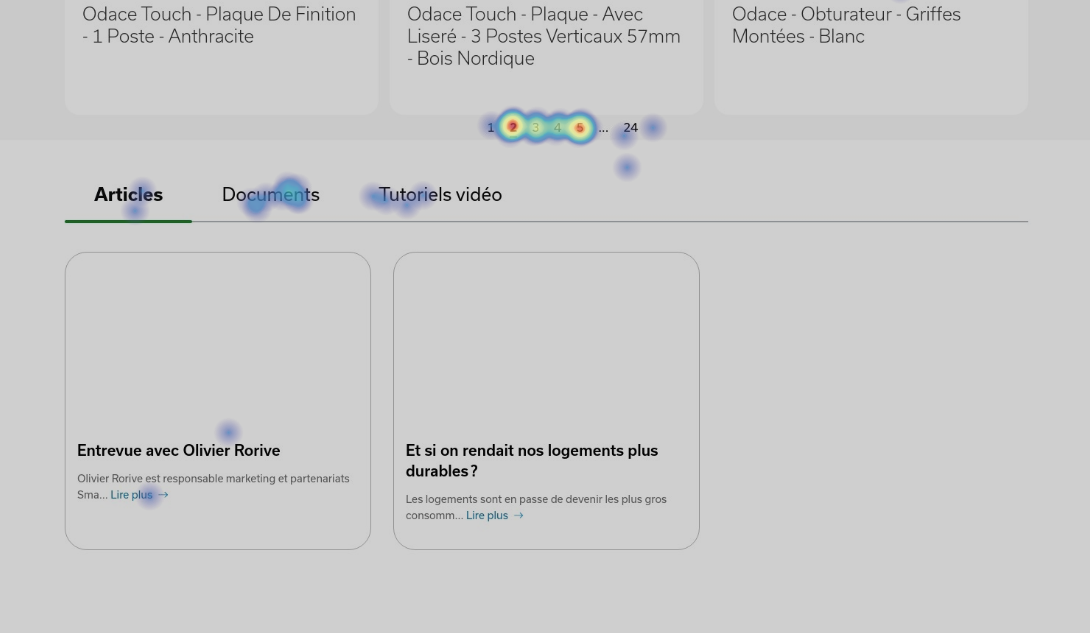 Odace Touch - Plaque De Finition
- 1 Poste - Anthracite
Odace Touch - Plaque - Avec
Liseré - 3 Postes Verticaux 57mm
- Bois Nordique
Odace - Obturateur - Griffes
Montées - Blanc
1 2 3 4 5 ... 24
Articles
Documents
Tutoriels vidéo
Entrevue avec Olivier Rorive
Olivier Rorive est responsable marketing et partenariats
Sma... Lire plus →
Et si on rendait nos logements plus
durables ?
Les logements sont en passe de devenir les plus gros
consomm... Lire plus →